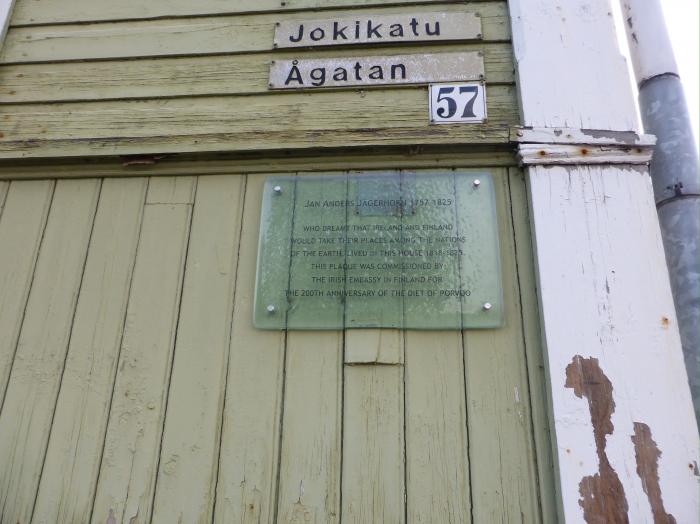 Jokikatu
Ågatan
57
JAN ANDERS JÄGERHORN 1757-1825
WHO DREAMT THAT IRELAND AND FINLAND
WOULD TAKE THEIR PLACES AMONG THE NATIONS
OF THE EARTH, LIVED IN THIS HOUSE
THIS PLAQUE WAS COMMISSIONED BY
THE IRISH EMBASSY IN FINLAND FOR
THE 200TH ANNIVERSARY OF THE DIET OF PORVOO